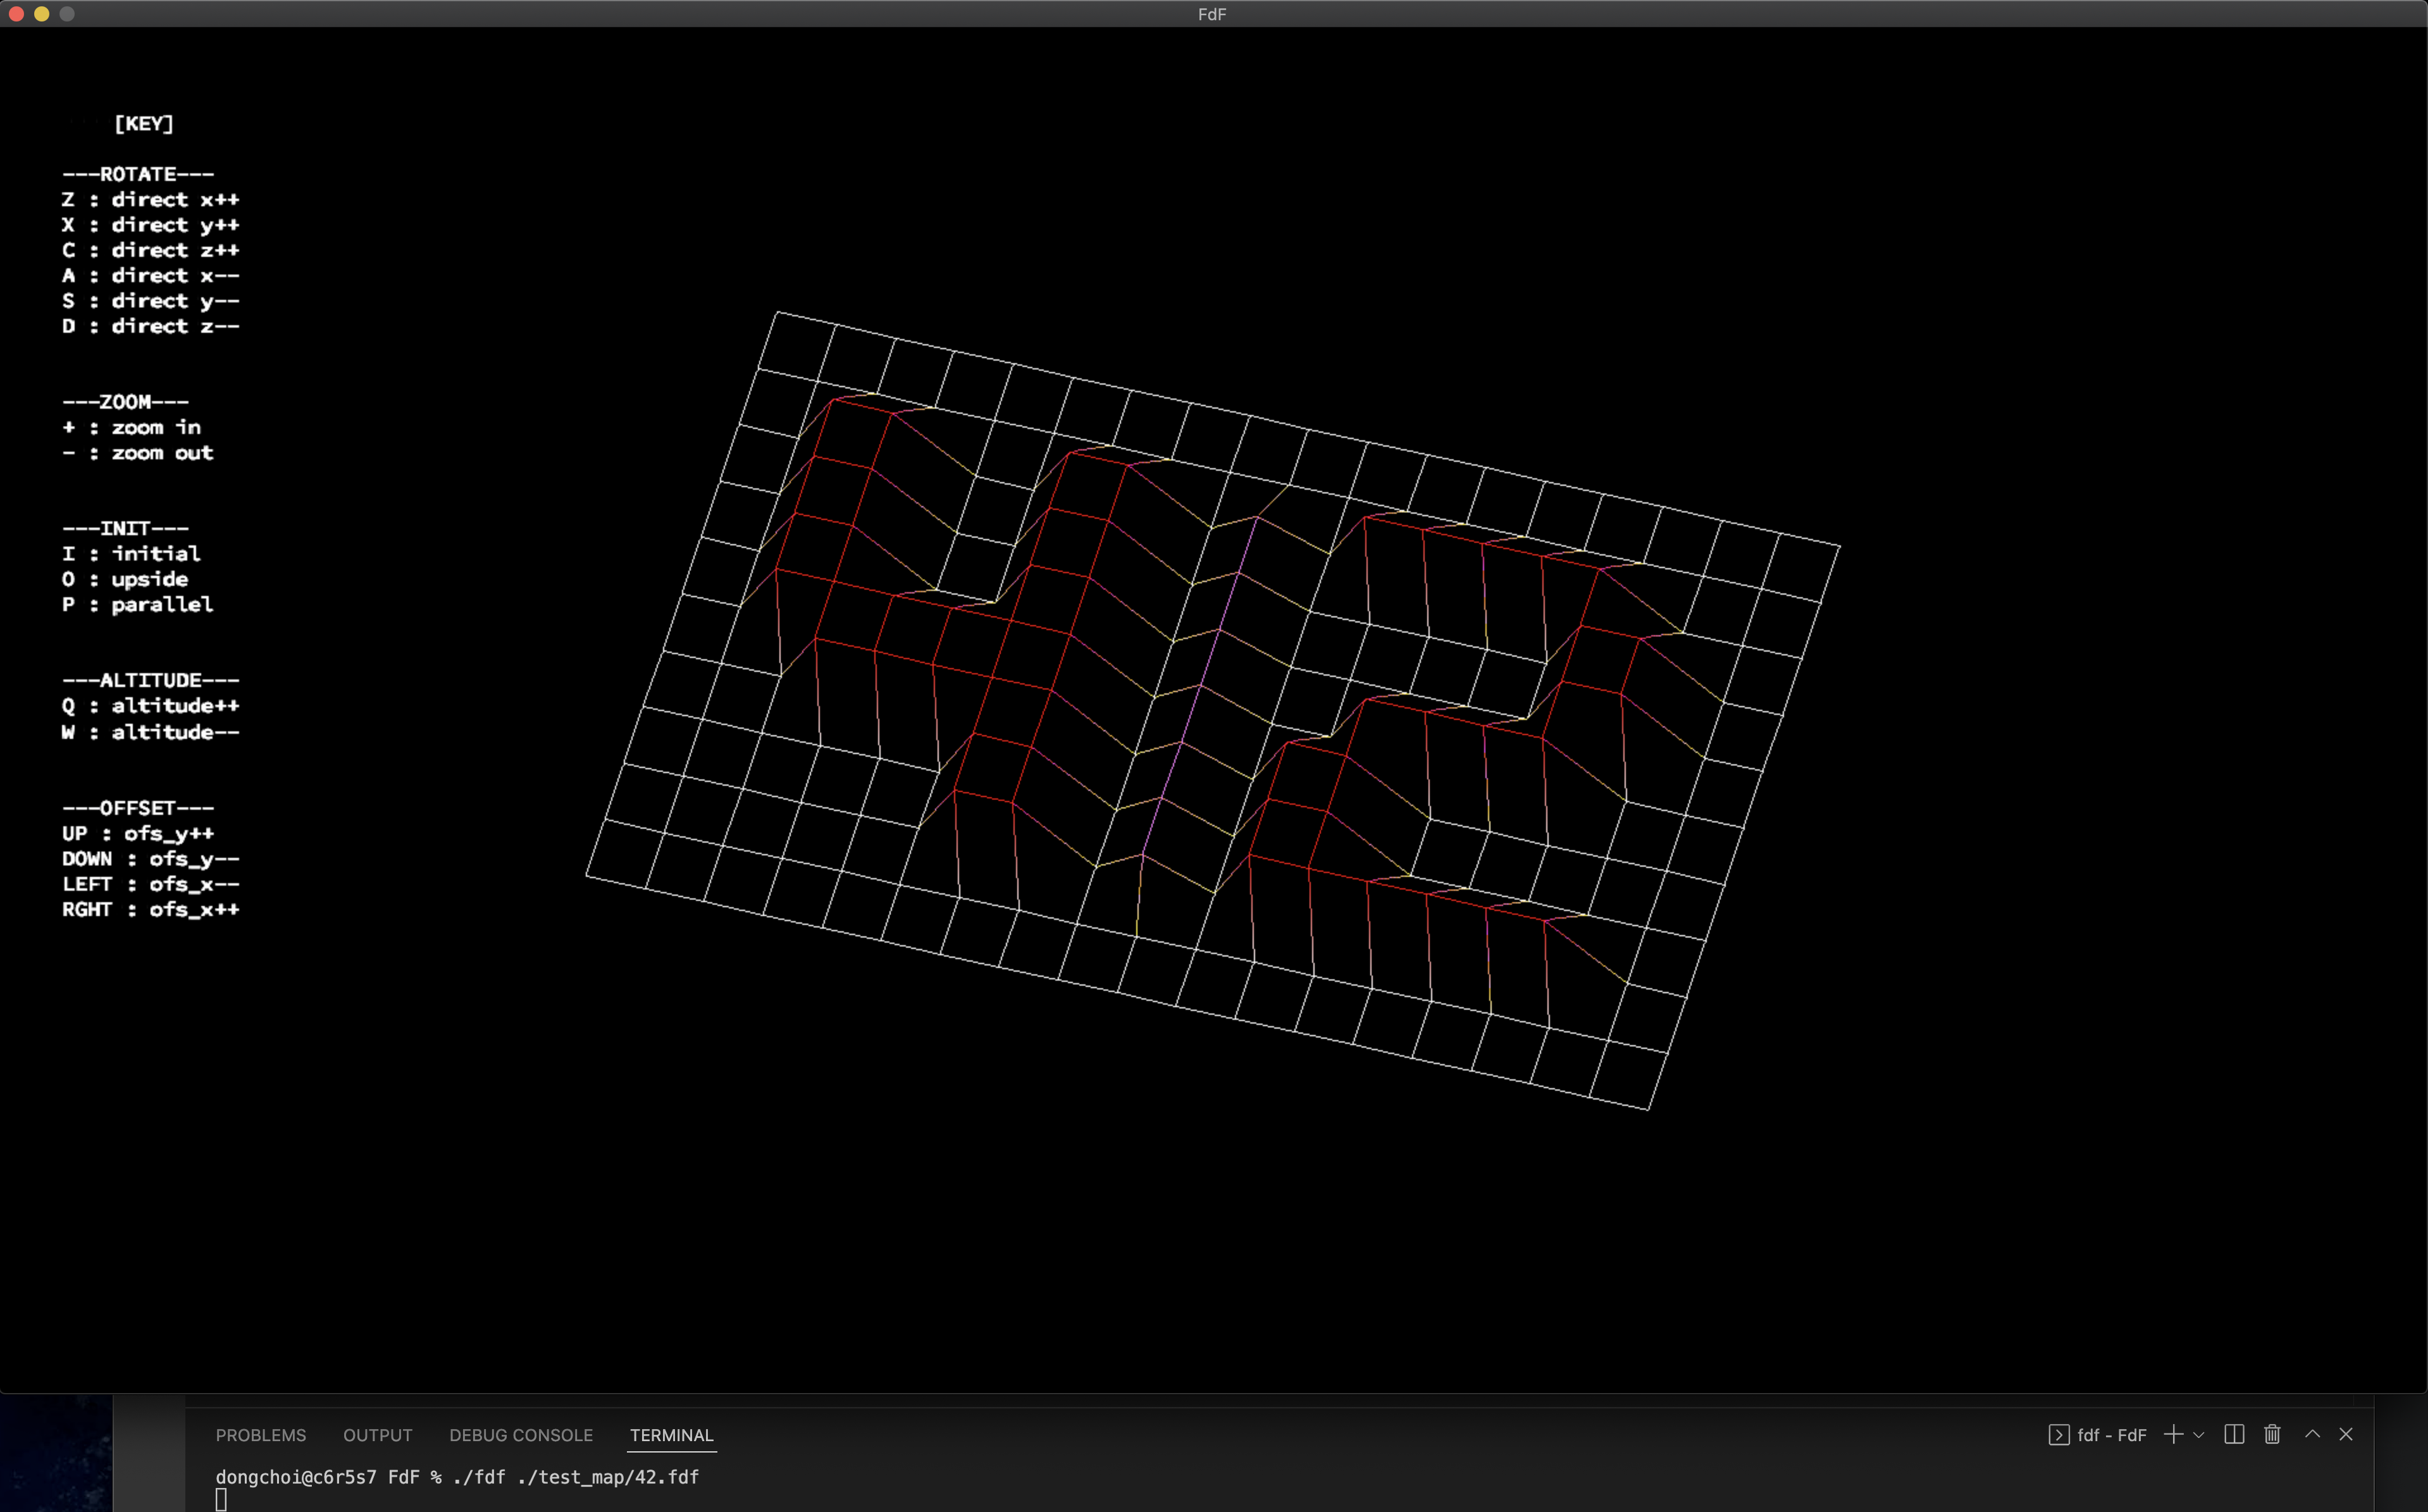 FdF
[KEY]
---ROTATE---
Z : direct x++
X : direct y++
C : direct z++
A : direct x--
S : direct y--
D : direct z--
---ZOOM---
+ : zoom in
- : zoom out
---INIT---
I : initial
O : upside
P : parallel
---ALTITUDE---
Q : altitude++
W : altitude--
---OFFSET---
UP : ofs_y++
DOWN : ofs_y--
LEFT : ofs_x--
RGHT : ofs_x++
PROBLEMS OUTPUT DEBUG CONSOLE TERMINAL fdf - FdF
dongchoi@c6r5s7 FdF % ./fdf ./test_map/42.fdf